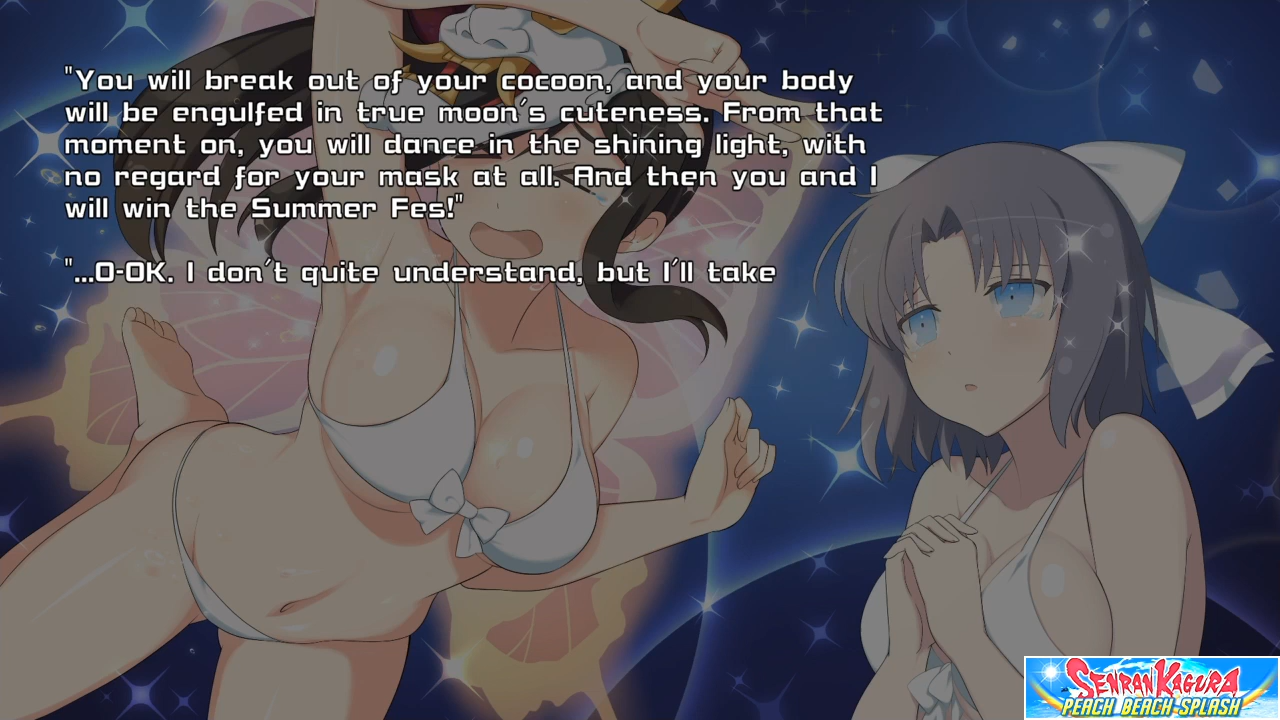 "You will break out of your cocoon, and your body
will be engulfed in true moon's cuteness. From that
moment on, you will dance in the shining light, with
no regard for your mask at all. And then you and I
will win the Summer Fes!"
"...O-OK. I don't quite understand, but I'll take
SENRAN KAGURA
PEACH BEACH SPLASH